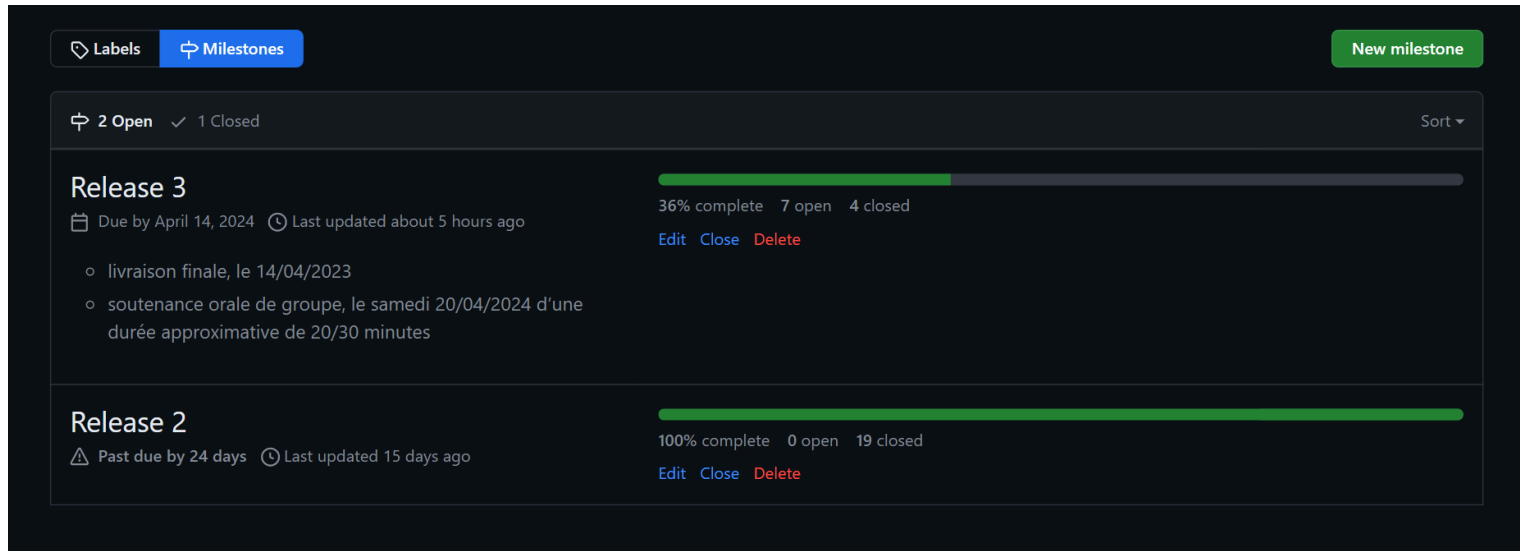 Labels Milestones New milestone
2 Open 1 Closed Sort
Release 3
Due by April 14, 2024 Last updated about 5 hours ago
livraison finale, le 14/04/2023
soutenance orale de groupe, le samedi 20/04/2024 d'une
durée approximative de 20/30 minutes
36% complete 7 open 4 closed
Edit Close Delete
Release 2
Past due by 24 days Last updated 15 days ago
100% complete 0 open 19 closed
Edit Close Delete